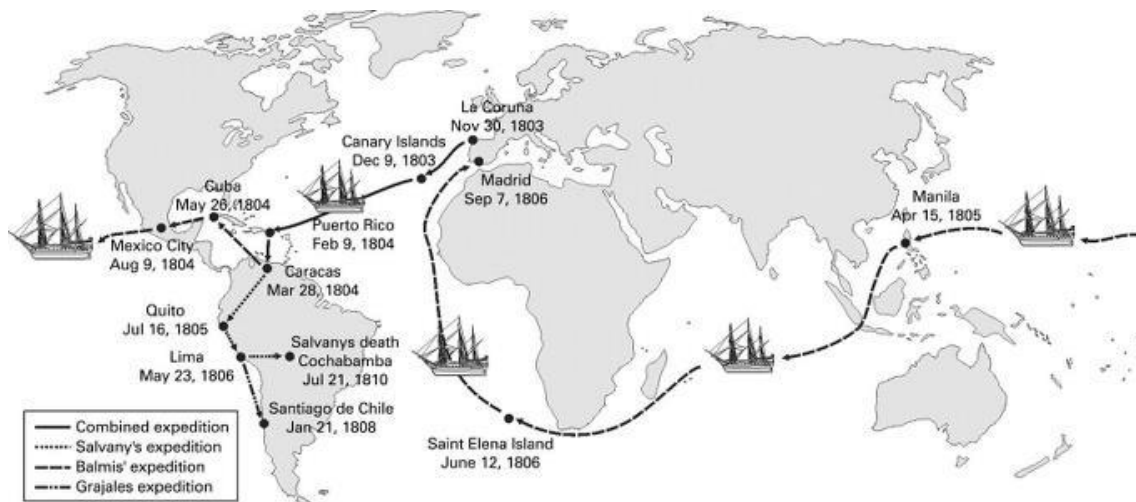 La Coruna
Nov 30, 1803
Canary Islands
Dec 9, 1803
Madrid
Sep 7, 1806
Cuba
May 26, 1804
Manila
Apr 15, 1805
Puerto Rico
Feb 9, 1804
Mexico City
Aug 9, 1804
Caracas
Mar 28, 1804
Quito
Jul 16, 1805
Lima
May 23, 1806
Salvanys death
Cochabamba
Jul 21, 1810
Santiago de Chile
Jan 21, 1808
Saint Elena Island
June 12, 1806
Combined expedition
Salvany's expedition
Balmis' expedition
Grajales expedition